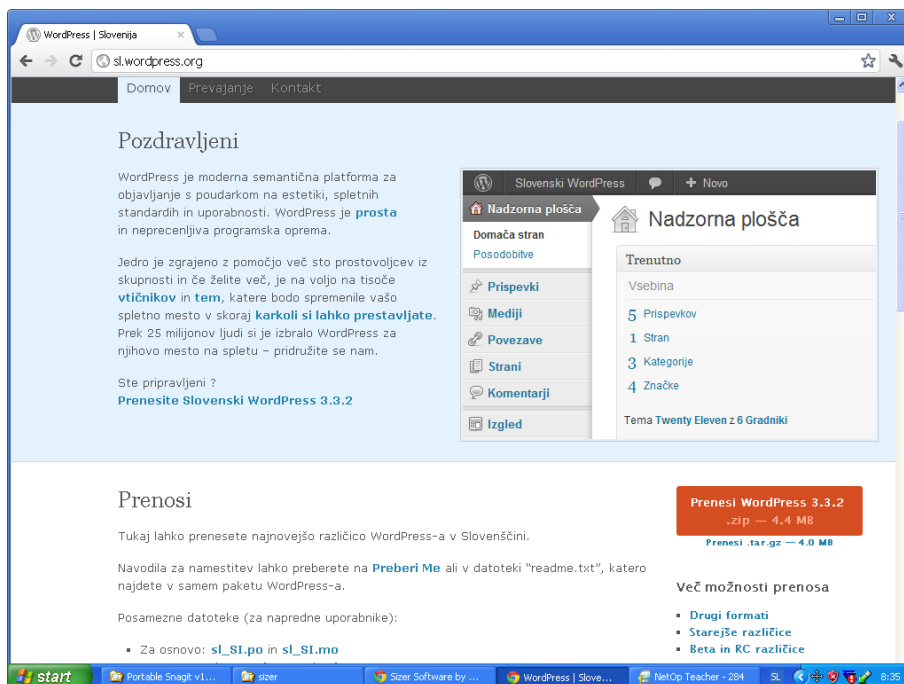 WordPress | Slovenija
sl.wordpress.org
Domov Prevajanje Kontakt
Pozdravljeni
WordPress je moderna semantična platforma za
objavljanje s poudarkom na estetiki, spletnih
standardih in uporabnosti. WordPress je prosta
in neprecenljiva programska oprema.
Jedro je zgrajeno z pomočjo več sto prostovoljcev iz
skupnosti in če želite več, je na voljo na tisoče
vtičnikov in tem, katere bodo spremenile vašo
spletno mesto v skoraj karkoli si lahko prestavljate.
Prek 25 milijonov ljudi si je izbralo WordPress za
njihovo mesto na spletu – pridružite se nam.
Ste pripravljeni ?
Prenesite Slovenski WordPress 3.3.2
Slovenski WordPress + Novo
Nadzorna plošča
Domača stran
Posodobitve
Prispevki
Mediji
Povezave
Strani
Komentarji
Izgled
Nadzorna plošča
Trenutno
Vsebina
5 Prispevkov
1 Stran
3 Kategorije
4 Značke
Tema Twenty Eleven z 6 Gradniki
Prenosi
Tukaj lahko prenesete najnovejšo različico WordPress-a v Slovenščini.
Navodila za namestitev lahko preberete na Preberi Me ali v datoteki "readme.txt", katero
najdete v samem paketu WordPress-a.
Posamezne datoteke (za napredne uporabnike):
Za osnovo: sl_SI.po in sl_SI.mo
Prenesi WordPress 3.3.2
.zip — 4.4 MB
Prenesi .tar.gz — 4.0 MB
Več možnosti prenosa
Drugi formati
Starejše različice
Beta in RC različice
start Portable Snagit v1... sizer Sizer Software by ... WordPress | Slove... NetOp Teacher - 284 SL 8:35